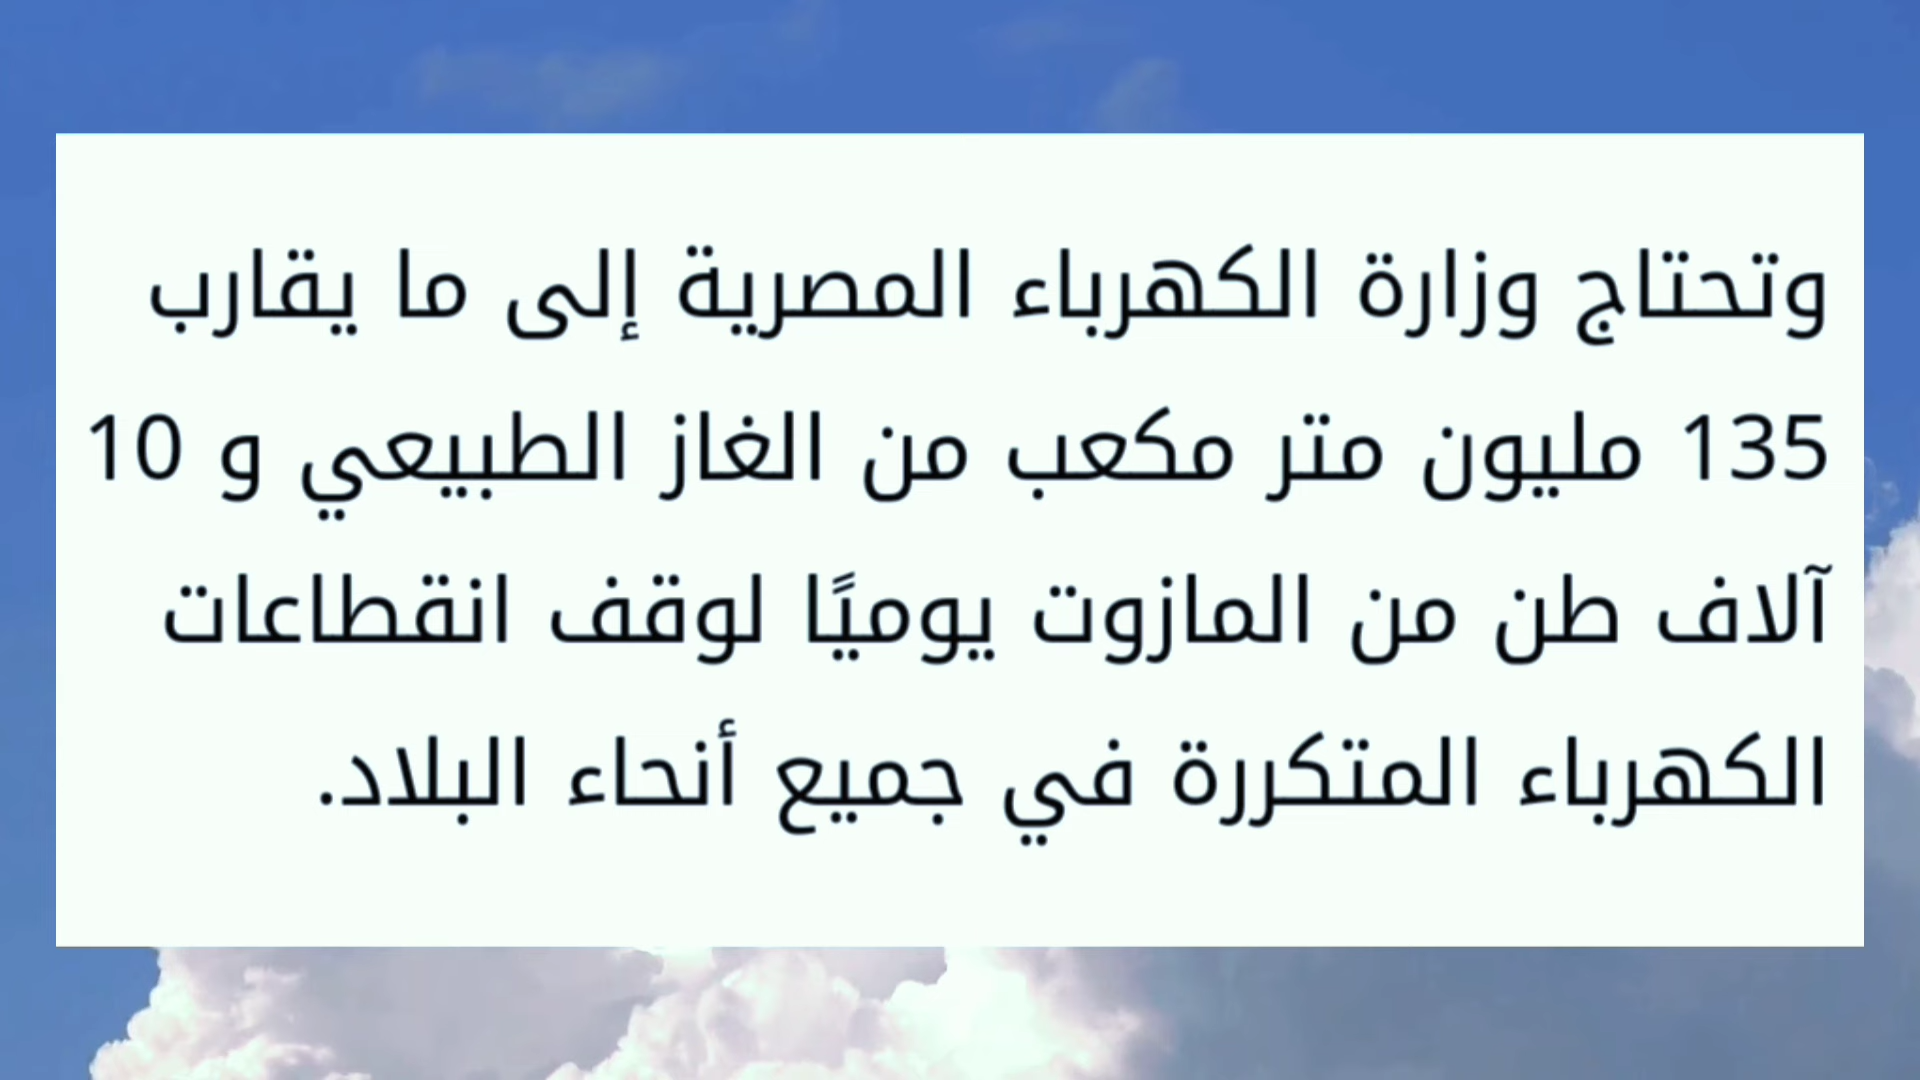 وتحتاج وزارة الكهرباء المصرية إلى ما يقارب
135 مليون متر مكعب من الغاز الطبيعي و 10
آلاف طن من المازوت يوميًا لوقف انقطاعات
الكهرباء المتكررة في جميع أنحاء البلاد.